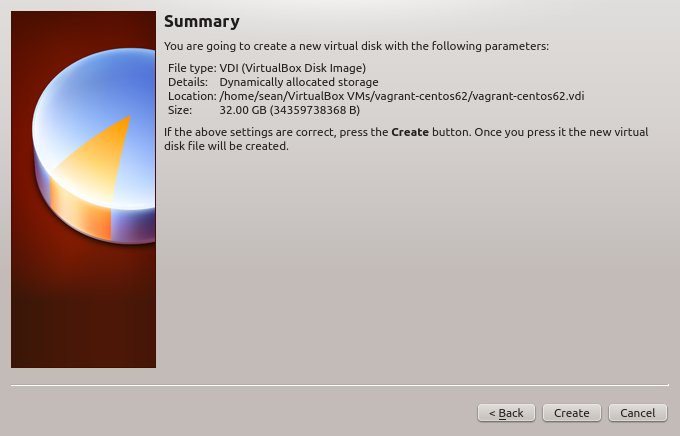 Summary
You are going to create a new virtual disk with the following parameters:
File type: VDI (VirtualBox Disk Image)
Details: Dynamically allocated storage
Location: /home/sean/VirtualBox VMs/vagrant-centos62/vagrant-centos62.vdi
Size: 32.00 GB (34359738368 B)
If the above settings are correct, press the Create button. Once you press it the new virtual
disk file will be created.
< Back Create Cancel